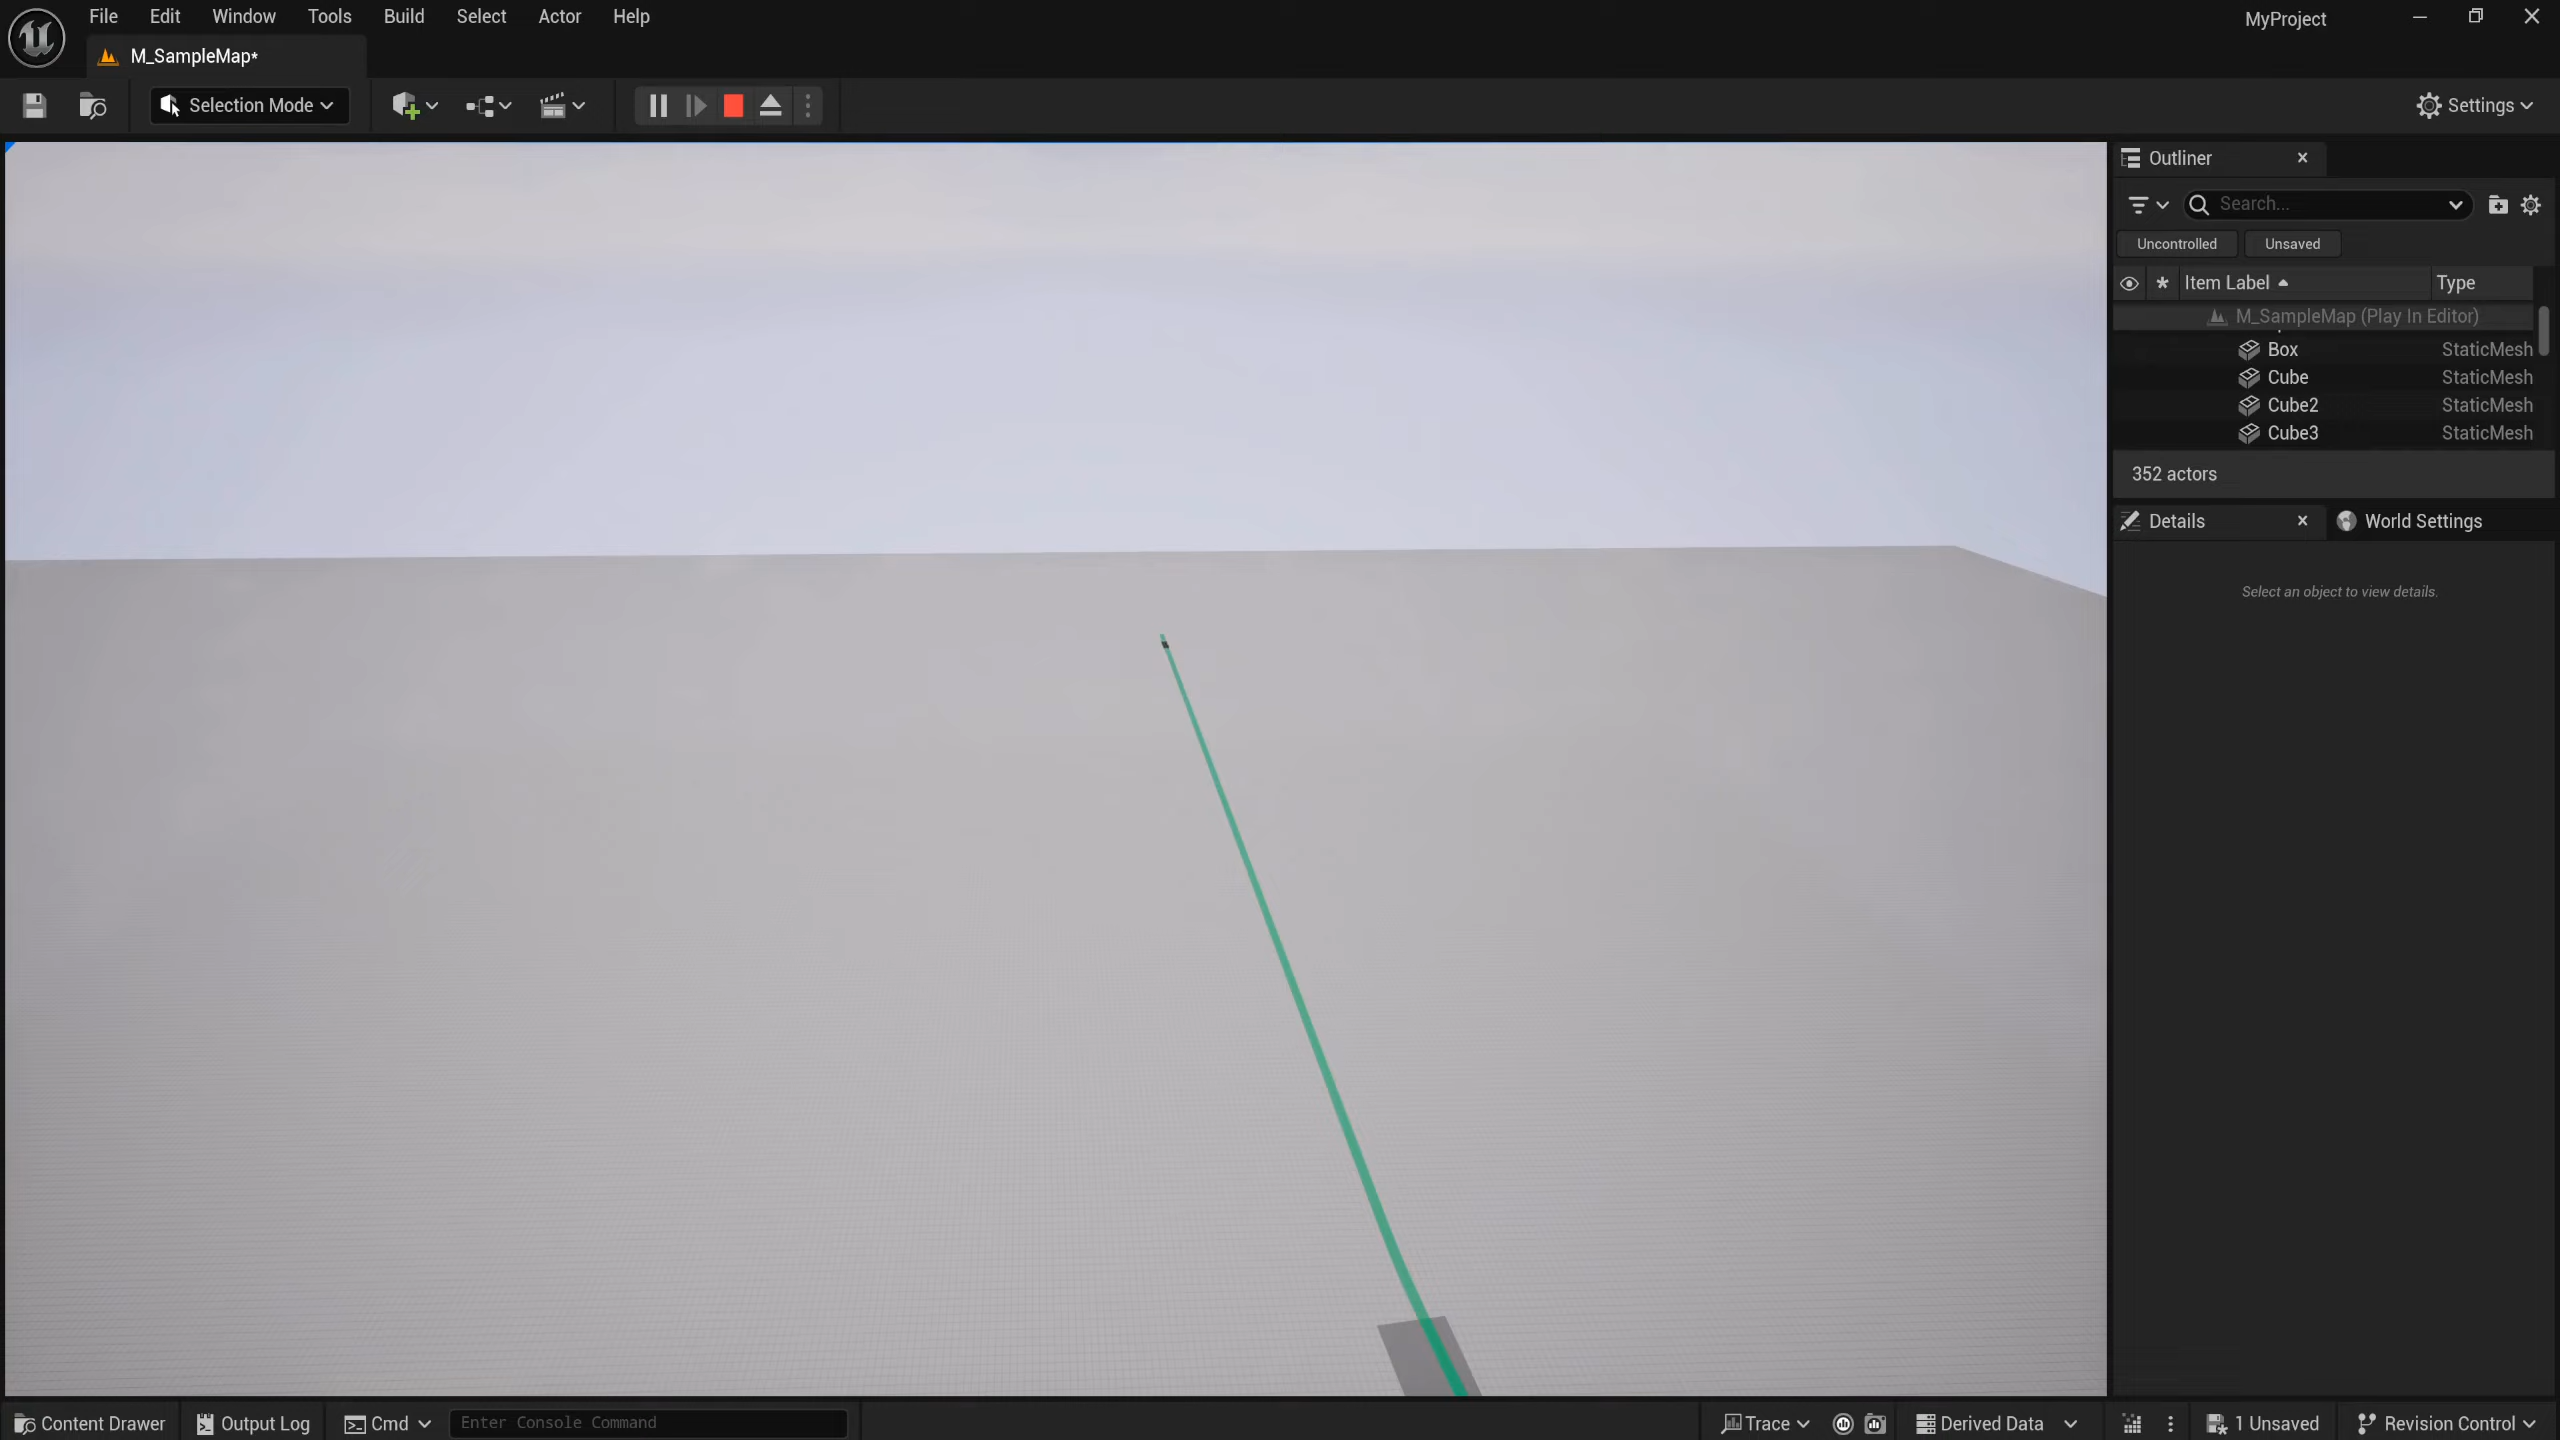 File Edit Window Tools Build Select Actor Help
MyProject
M_SampleMap*
Selection Mode
Settings
Outliner
Search...
Uncontrolled Unsaved
Item Label Type
M_SampleMap (Play In Editor)
Box StaticMesh
Cube StaticMesh
Cube2 StaticMesh
Cube3 StaticMesh
352 actors
Details World Settings
Select an object to view details.
Content Drawer Output Log Cmd Enter Console Command Trace Derived Data 1 Unsaved Revision Control